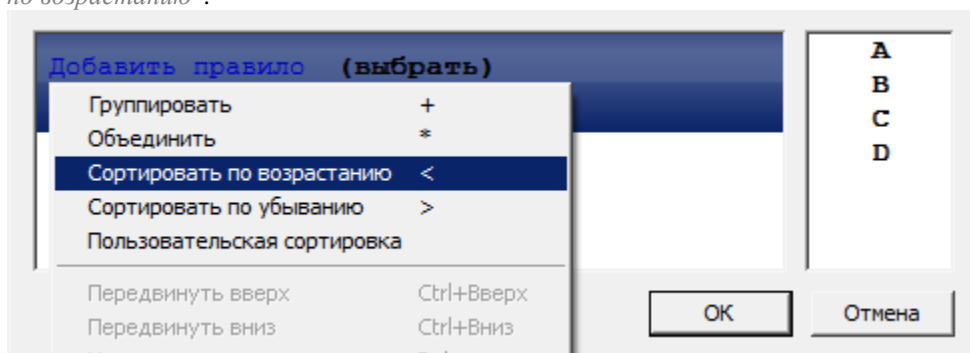 по возрастанию".
Добавить правило (выбрать)
Группировать +
Объединить *
Сортировать по возрастанию <
Сортировать по убыванию >
Пользовательская сортировка
Передвинуть вверх Ctrl+Вверх
Передвинуть вниз Ctrl+Вниз
A
B
C
D
OK
Отмена